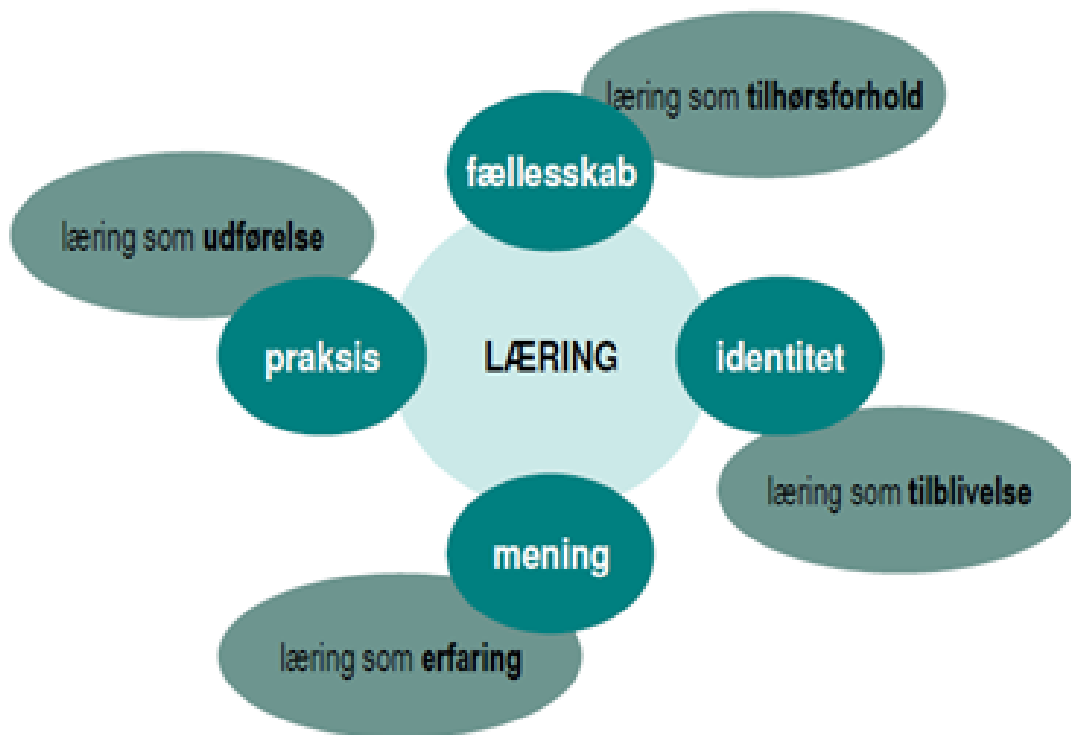 læring som tilhørsforhold
fællesskab
læring som udførelse
praksis
LÆRING
identitet
læring som tilblivelse
mening
læring som erfaring